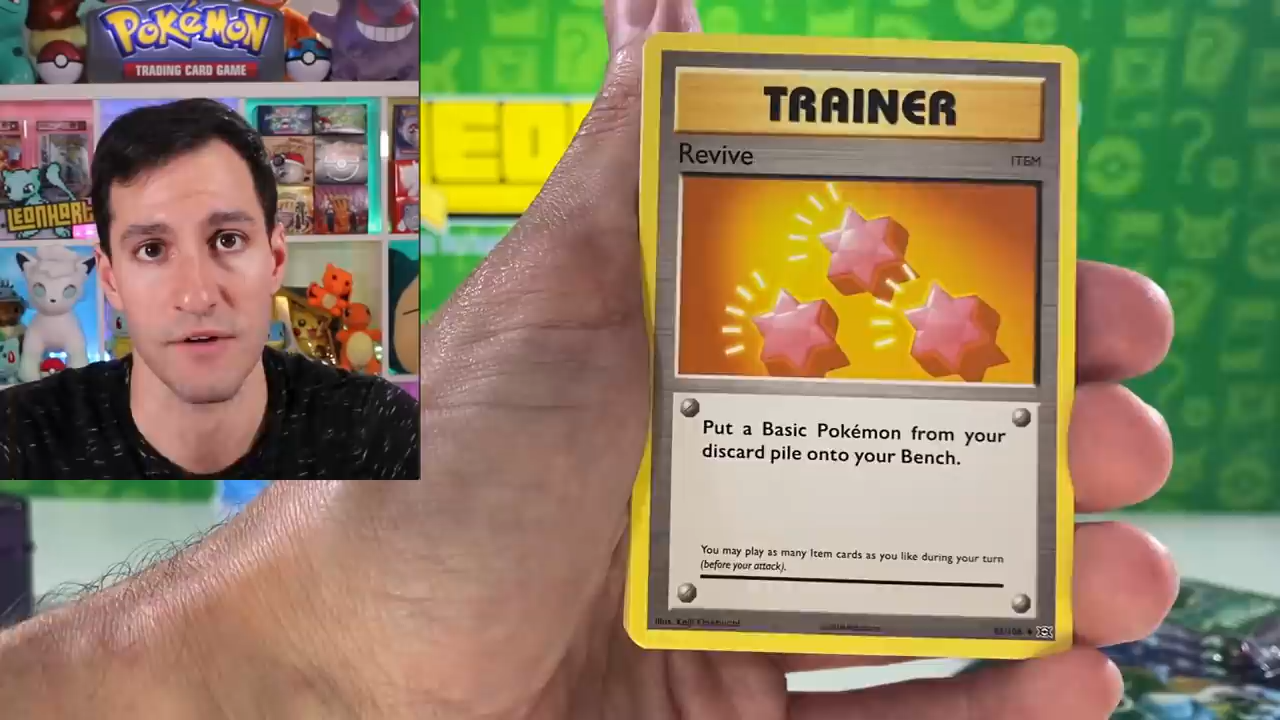 POKéMON
TRADING CARD GAME
LEONHART
TRAINER
Revive
ITEM
Put a Basic Pokémon from your
discard pile onto your Bench.
You may play as many Item cards as you like during your turn
(before your attack).